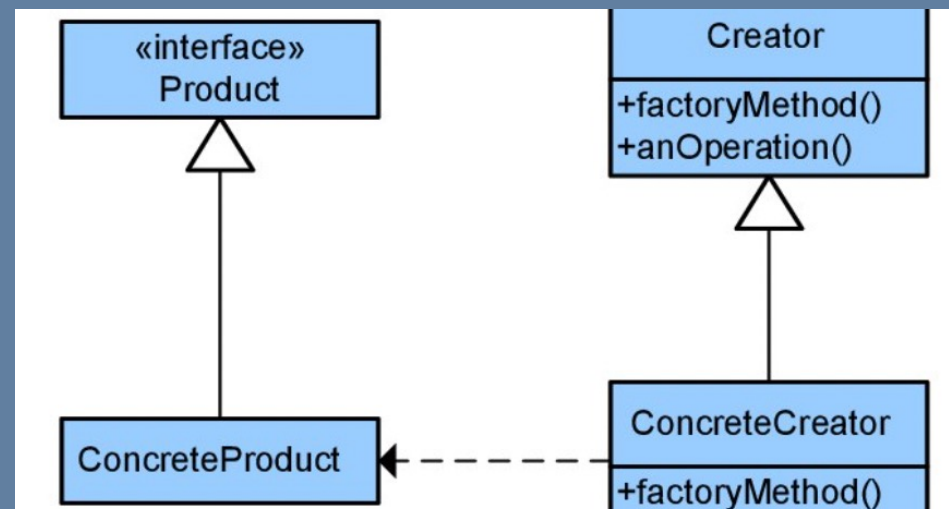 «interface»
Product
Creator
+factoryMethod()
+anOperation()
ConcreteProduct
ConcreteCreator
+factoryMethod()